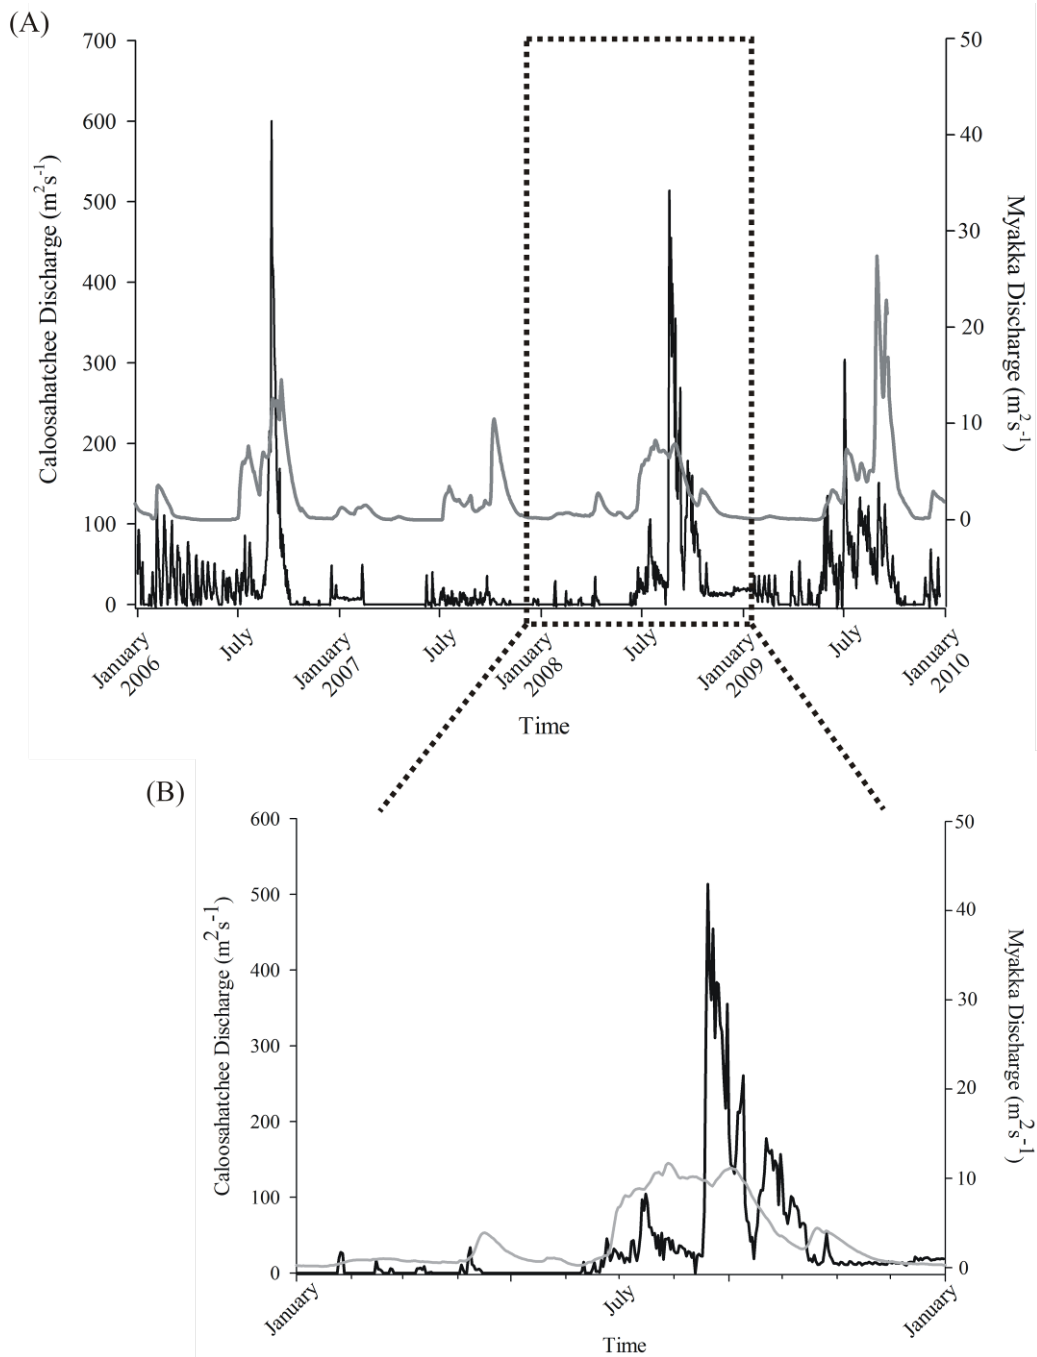 (A)
700
600
500
400
300
200
100
0
Caloosahatchee Discharge (m²s⁻¹)
50
40
30
20
10
0
Myakka Discharge (m²s⁻¹)
January
2006
July
January
2007
July
January
2008
July
January
2009
July
January
2010
Time
(B)
600
500
400
300
200
100
0
Caloosahatchee Discharge (m²s⁻¹)
50
40
30
20
10
0
Myakka Discharge (m²s⁻¹)
January
July
January
Time